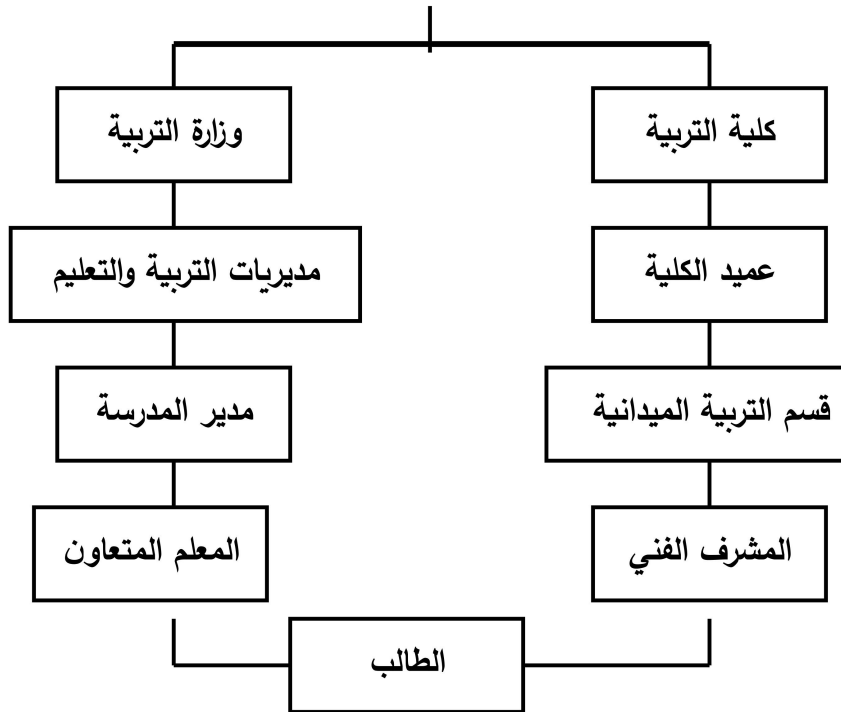 كلية التربية
وزارة التربية
عميد الكلية
مديريات التربية والتعليم
قسم التربية الميدانية
مدير المدرسة
المشرف الفني
المعلم المتعاون
الطالب